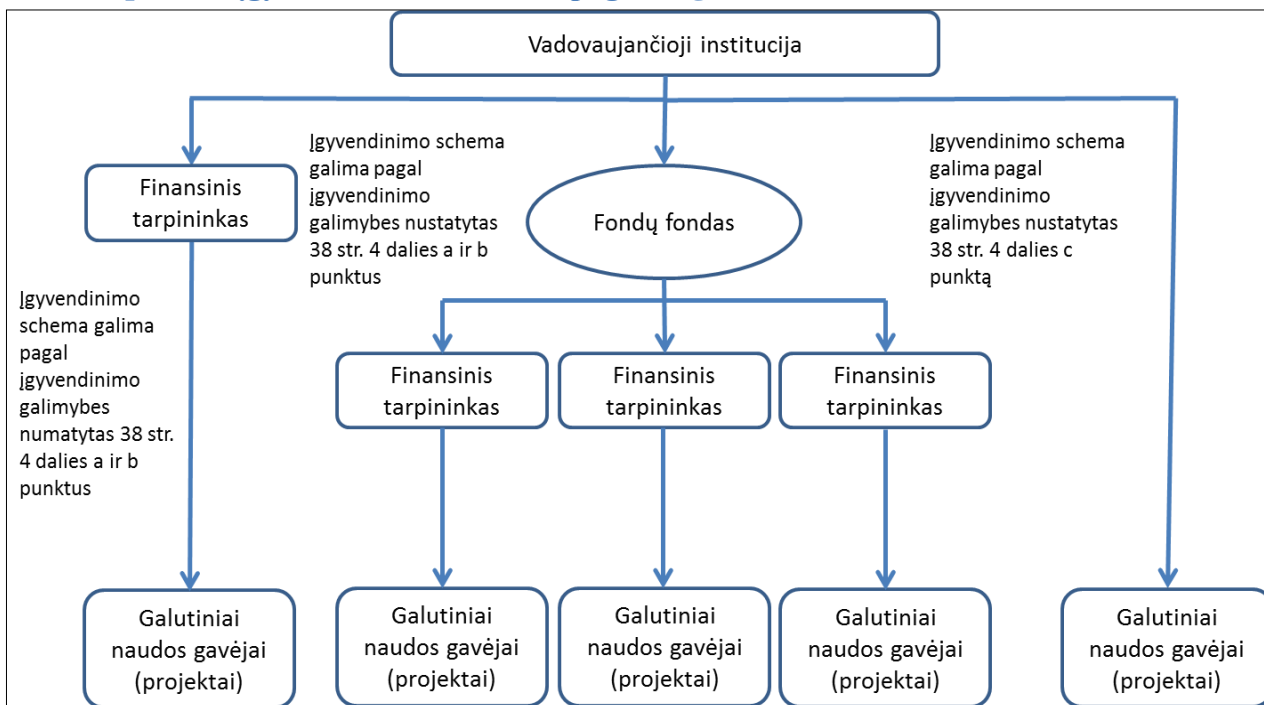 Vadovaujančioji institucija
Įgyvendinimo schema
galima pagal
įgyvendinimo
galimybes nustatytas
38 str. 4 dalies a ir b
punktus
Įgyvendinimo schema
galima pagal
įgyvendinimo
galimybes nustatytas
38 str. 4 dalies c
punktą
Finansinis
tarpininkas
Fondų fondas
Įgyvendinimo
schema galima
pagal
įgyvendinimo
galimybes
numatytas 38 str.
4 dalies a ir b
punktus
Finansinis
tarpininkas
Finansinis
tarpininkas
Finansinis
tarpininkas
Galutiniai
naudos gavėjai
(projektai)
Galutiniai
naudos gavėjai
(projektai)
Galutiniai
naudos gavėjai
(projektai)
Galutiniai
naudos gavėjai
(projektai)
Galutiniai
naudos gavėjai
(projektai)